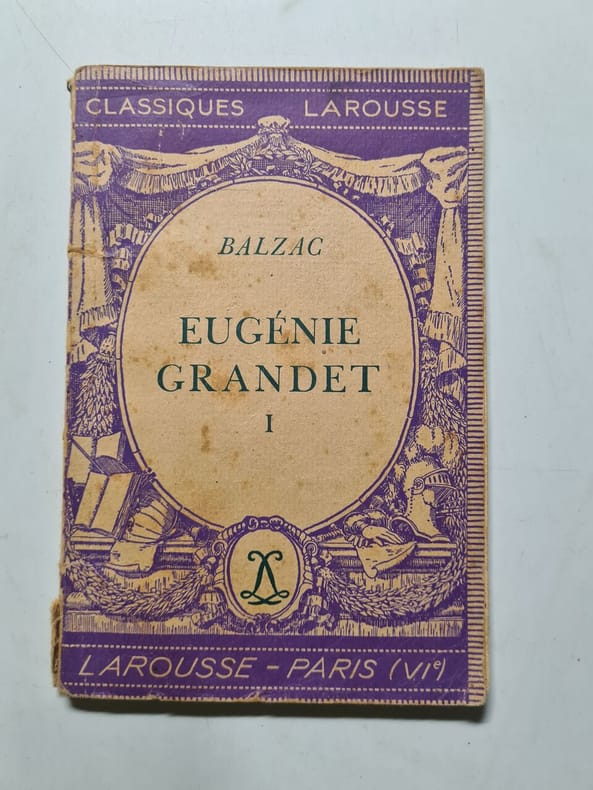 CLASSIQUES LAROUSSE
BALZAC
EUGÉNIE
GRANDET
I
LAROUSSE - PARIS (VIe)